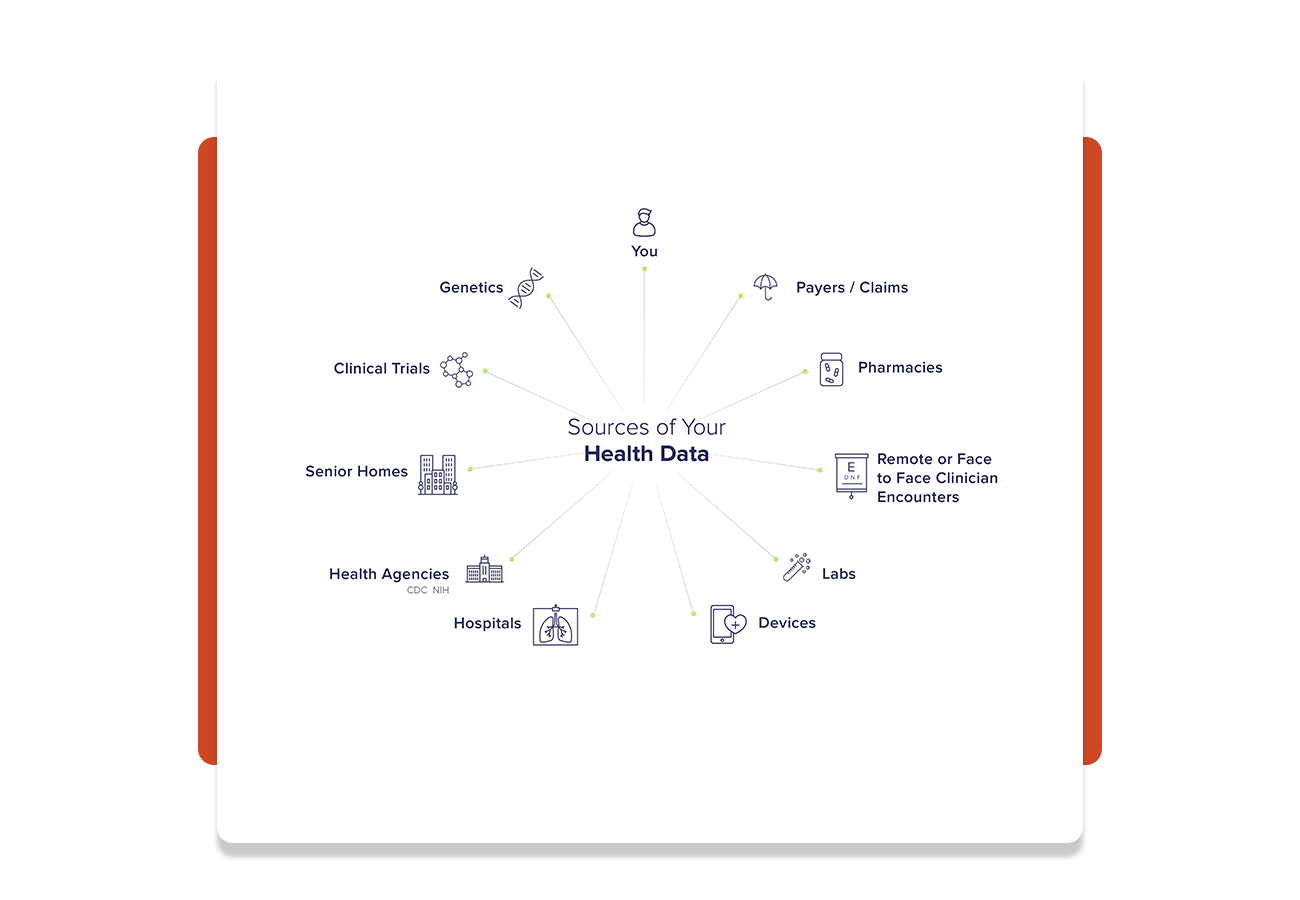 You
Genetics
Payers / Claims
Clinical Trials
Pharmacies
Sources of Your
Health Data
Senior Homes
E
DNF
Remote or Face
to Face Clinician
Encounters
Health Agencies
CDC NIH
Labs
Hospitals
Devices